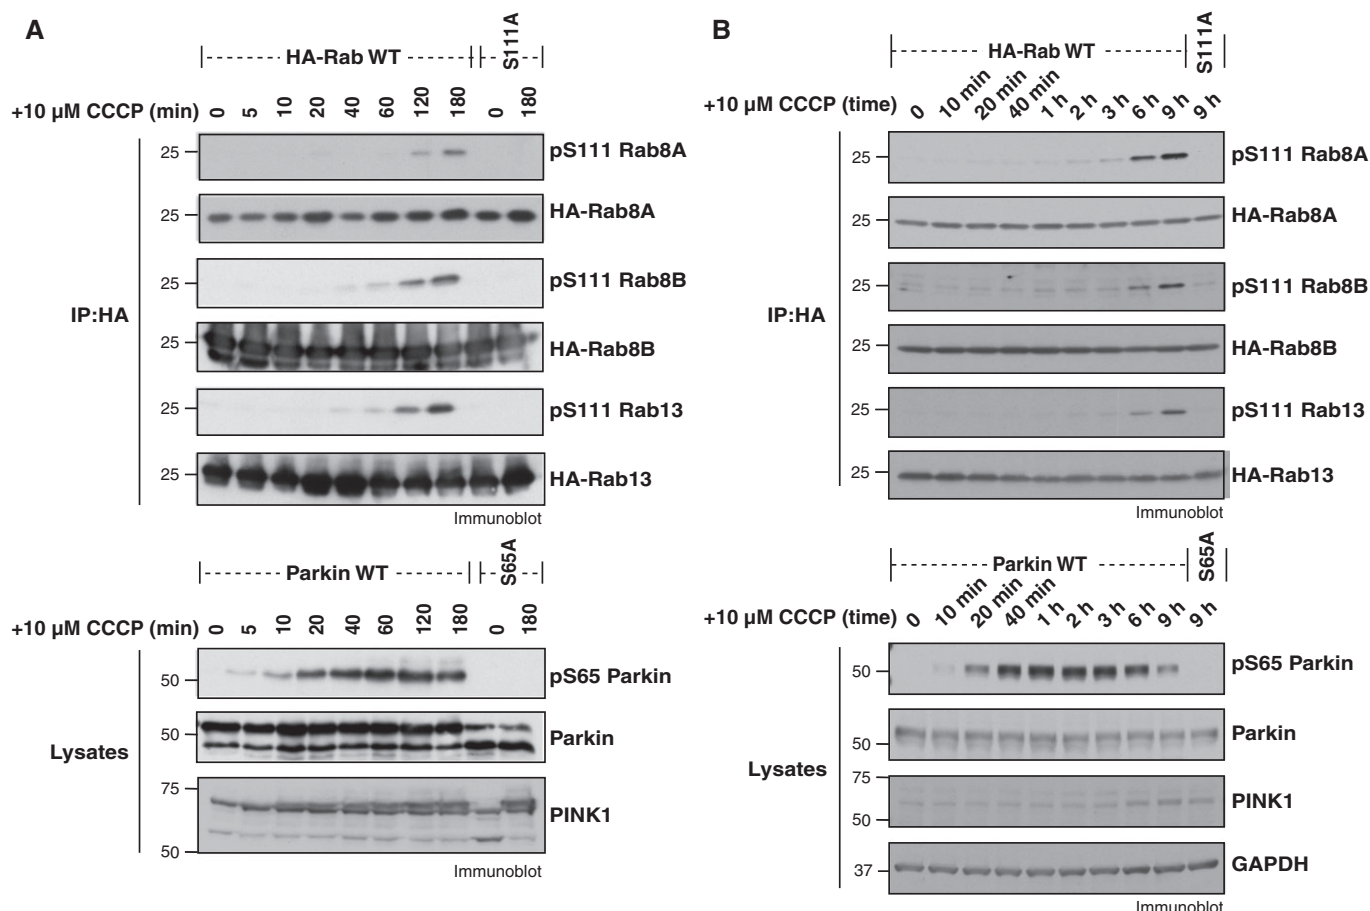 A
HA-Rab WT
S111A
+10 µM CCCP (min) 0 5 10 20 40 60 120 180 0 180
IP:HA
25 pS111 Rab8A
25 HA-Rab8A
25 pS111 Rab8B
25 HA-Rab8B
25 pS111 Rab13
25 HA-Rab13
Immunoblot
Parkin WT
S65A
+10 µM CCCP (min) 0 5 10 20 40 60 120 180 0 180
Lysates
50 pS65 Parkin
50 Parkin
75
PINK1
50
Immunoblot
B
HA-Rab WT
S111A
+10 µM CCCP (time) 0 10 min 20 min 40 min 1 h 2 h 3 h 6 h 9 h 9 h
IP:HA
25 pS111 Rab8A
25 HA-Rab8A
25 pS111 Rab8B
25 HA-Rab8B
25 pS111 Rab13
25 HA-Rab13
Immunoblot
Parkin WT
S65A
+10 µM CCCP (time) 0 10 min 20 min 40 min 1 h 2 h 3 h 6 h 9 h 9 h
Lysates
50 pS65 Parkin
50 Parkin
75
PINK1
50
37 GAPDH
Immunoblot